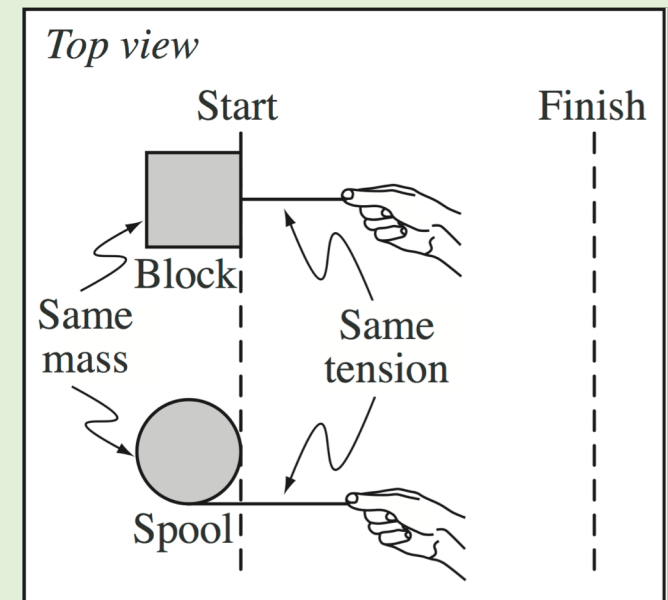 Top view
Start
Finish
Block
Same
mass
Same
tension
Spool